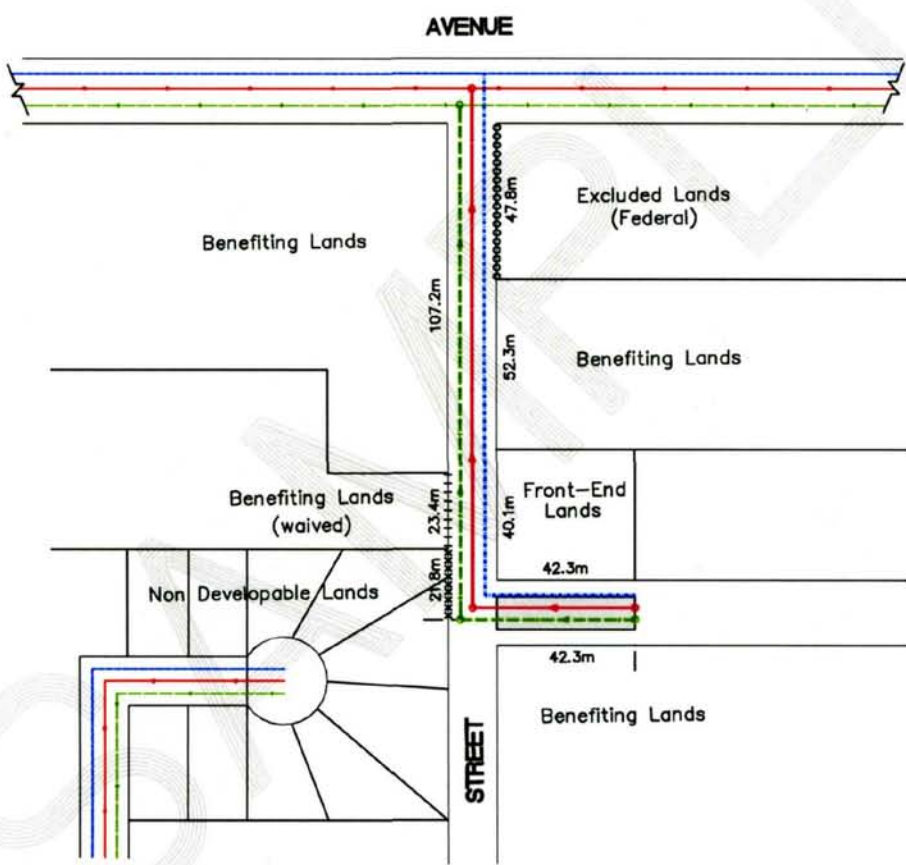 AVENUE
Excluded Lands
(Federal)
47.8m
Benefiting Lands
107.2m
52.3m
Benefiting Lands
Benefiting Lands
(waived)
23.4m
Front-End
Lands
40.1m
42.3m
21.8m
Non Developable Lands
42.3m
Benefiting Lands
STREET
SAMPL